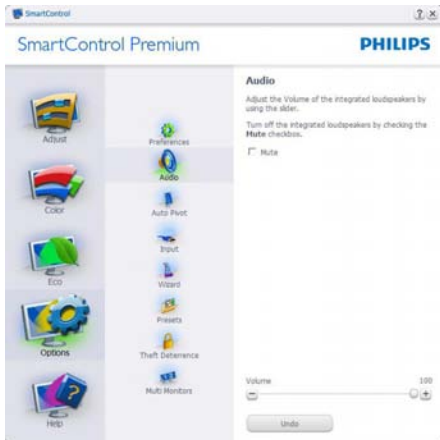 SmartControl
SmartControl Premium
PHILIPS
Adjust
Color
Eco
Options
Help
Preferences
Audio
Auto Pivot
Input
Wizard
Presets
Theft Deterrence
Multi Monitors
Audio
Adjust the Volume of the integrated loudspeakers by
using the slider.
Turn off the integrated loudspeakers by checking the
Mute checkbox.
Mute
Volume 100
Undo